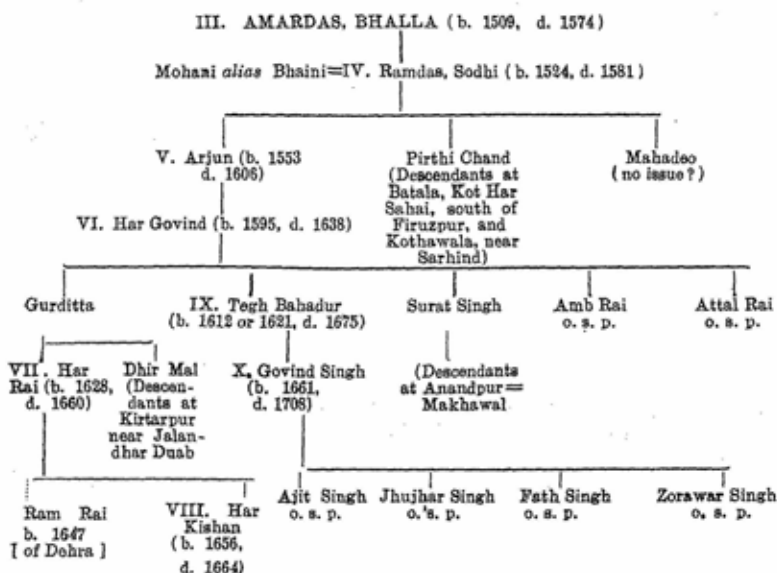 III. AMARDAS, BHALLA (b. 1509, d. 1574)
Mohani alias Bhaini=IV. Ramdas, Sodhi (b. 1524, d. 1581)
V. Arjun (b. 1553
d. 1606)
Pirthi Chand
(Descendants at
Batala, Kot Har
Sahai, south of
Firuzpur, and
Kothawala, near
Sarhind)
Mahadeo
(no issue?)
VI. Har Govind (b. 1595, d. 1638)
Gurditta
IX. Tegh Bahadur
(b. 1612 or 1621, d. 1675)
Surat Singh
Amb Rai
o. s. p.
Attal Rai
o. s. p.
VII. Har
Rai (b. 1628,
d. 1660)
Dhir Mal
(Descen-
dants at
Kirtarpur
near Jalan-
dhar Duab
X. Govind Singh
(b. 1661,
d. 1708)
(Descendants
at Anandpur=
Makhawal
Ram Rai
b. 1647
[ of Dehra ]
VIII. Har
Kishan
(b. 1656,
d. 1664)
Ajit Singh
o. s. p.
Jhujhar Singh
o. s. p.
Fath Singh
o. s. p.
Zorawar Singh
o. s. p.